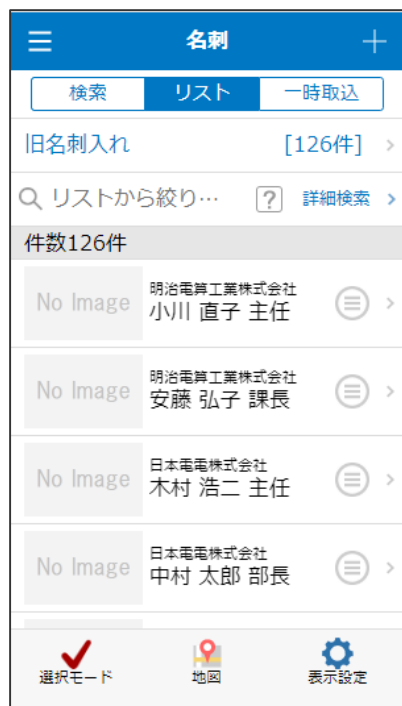 名刺
検索 リスト 一時取込
旧名刺入れ [126件]
リストから絞り… ? 詳細検索
件数126件
No Image
明治電算工業株式会社
小川 直子 主任
No Image
明治電算工業株式会社
安藤 弘子 課長
No Image
日本電電株式会社
木村 浩二 主任
No Image
日本電電株式会社
中村 太郎 部長
選択モード 地図 表示設定